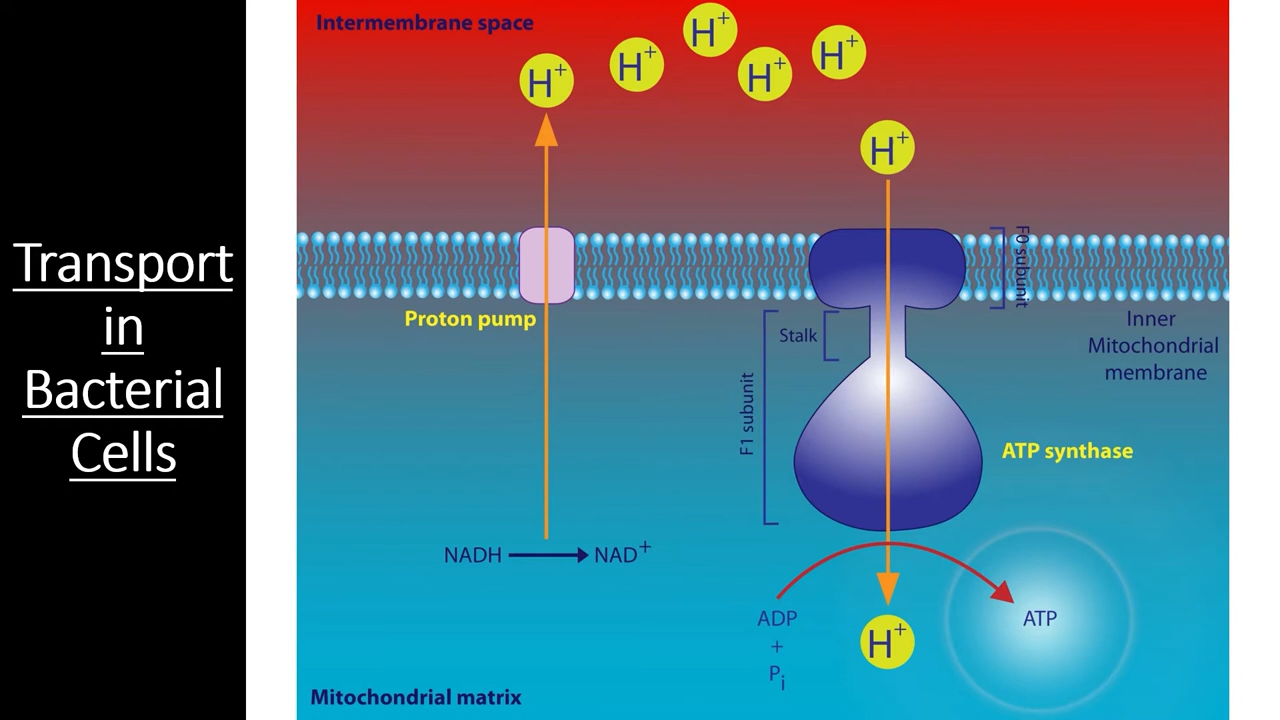 Transport
in
Bacterial
Cells
Intermembrane space
H+
H+
H+
H+
H+
H+
F0 subunit
Proton pump
Stalk
Inner
Mitochondrial
membrane
F1 subunit
ATP synthase
NADH
NAD+
ADP
+
Pi
H+
ATP
Mitochondrial matrix